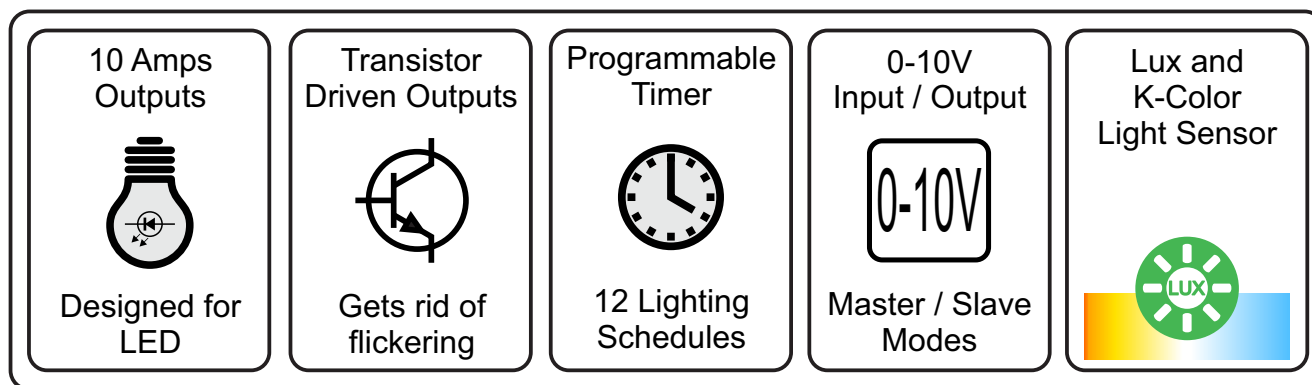 10 Amps
Outputs
Designed for
LED
Transistor
Driven Outputs
Gets rid of
flickering
Programmable
Timer
12 Lighting
Schedules
0-10V
Input / Output
0-10V
Master / Slave
Modes
Lux and
K-Color
Light Sensor
LUX